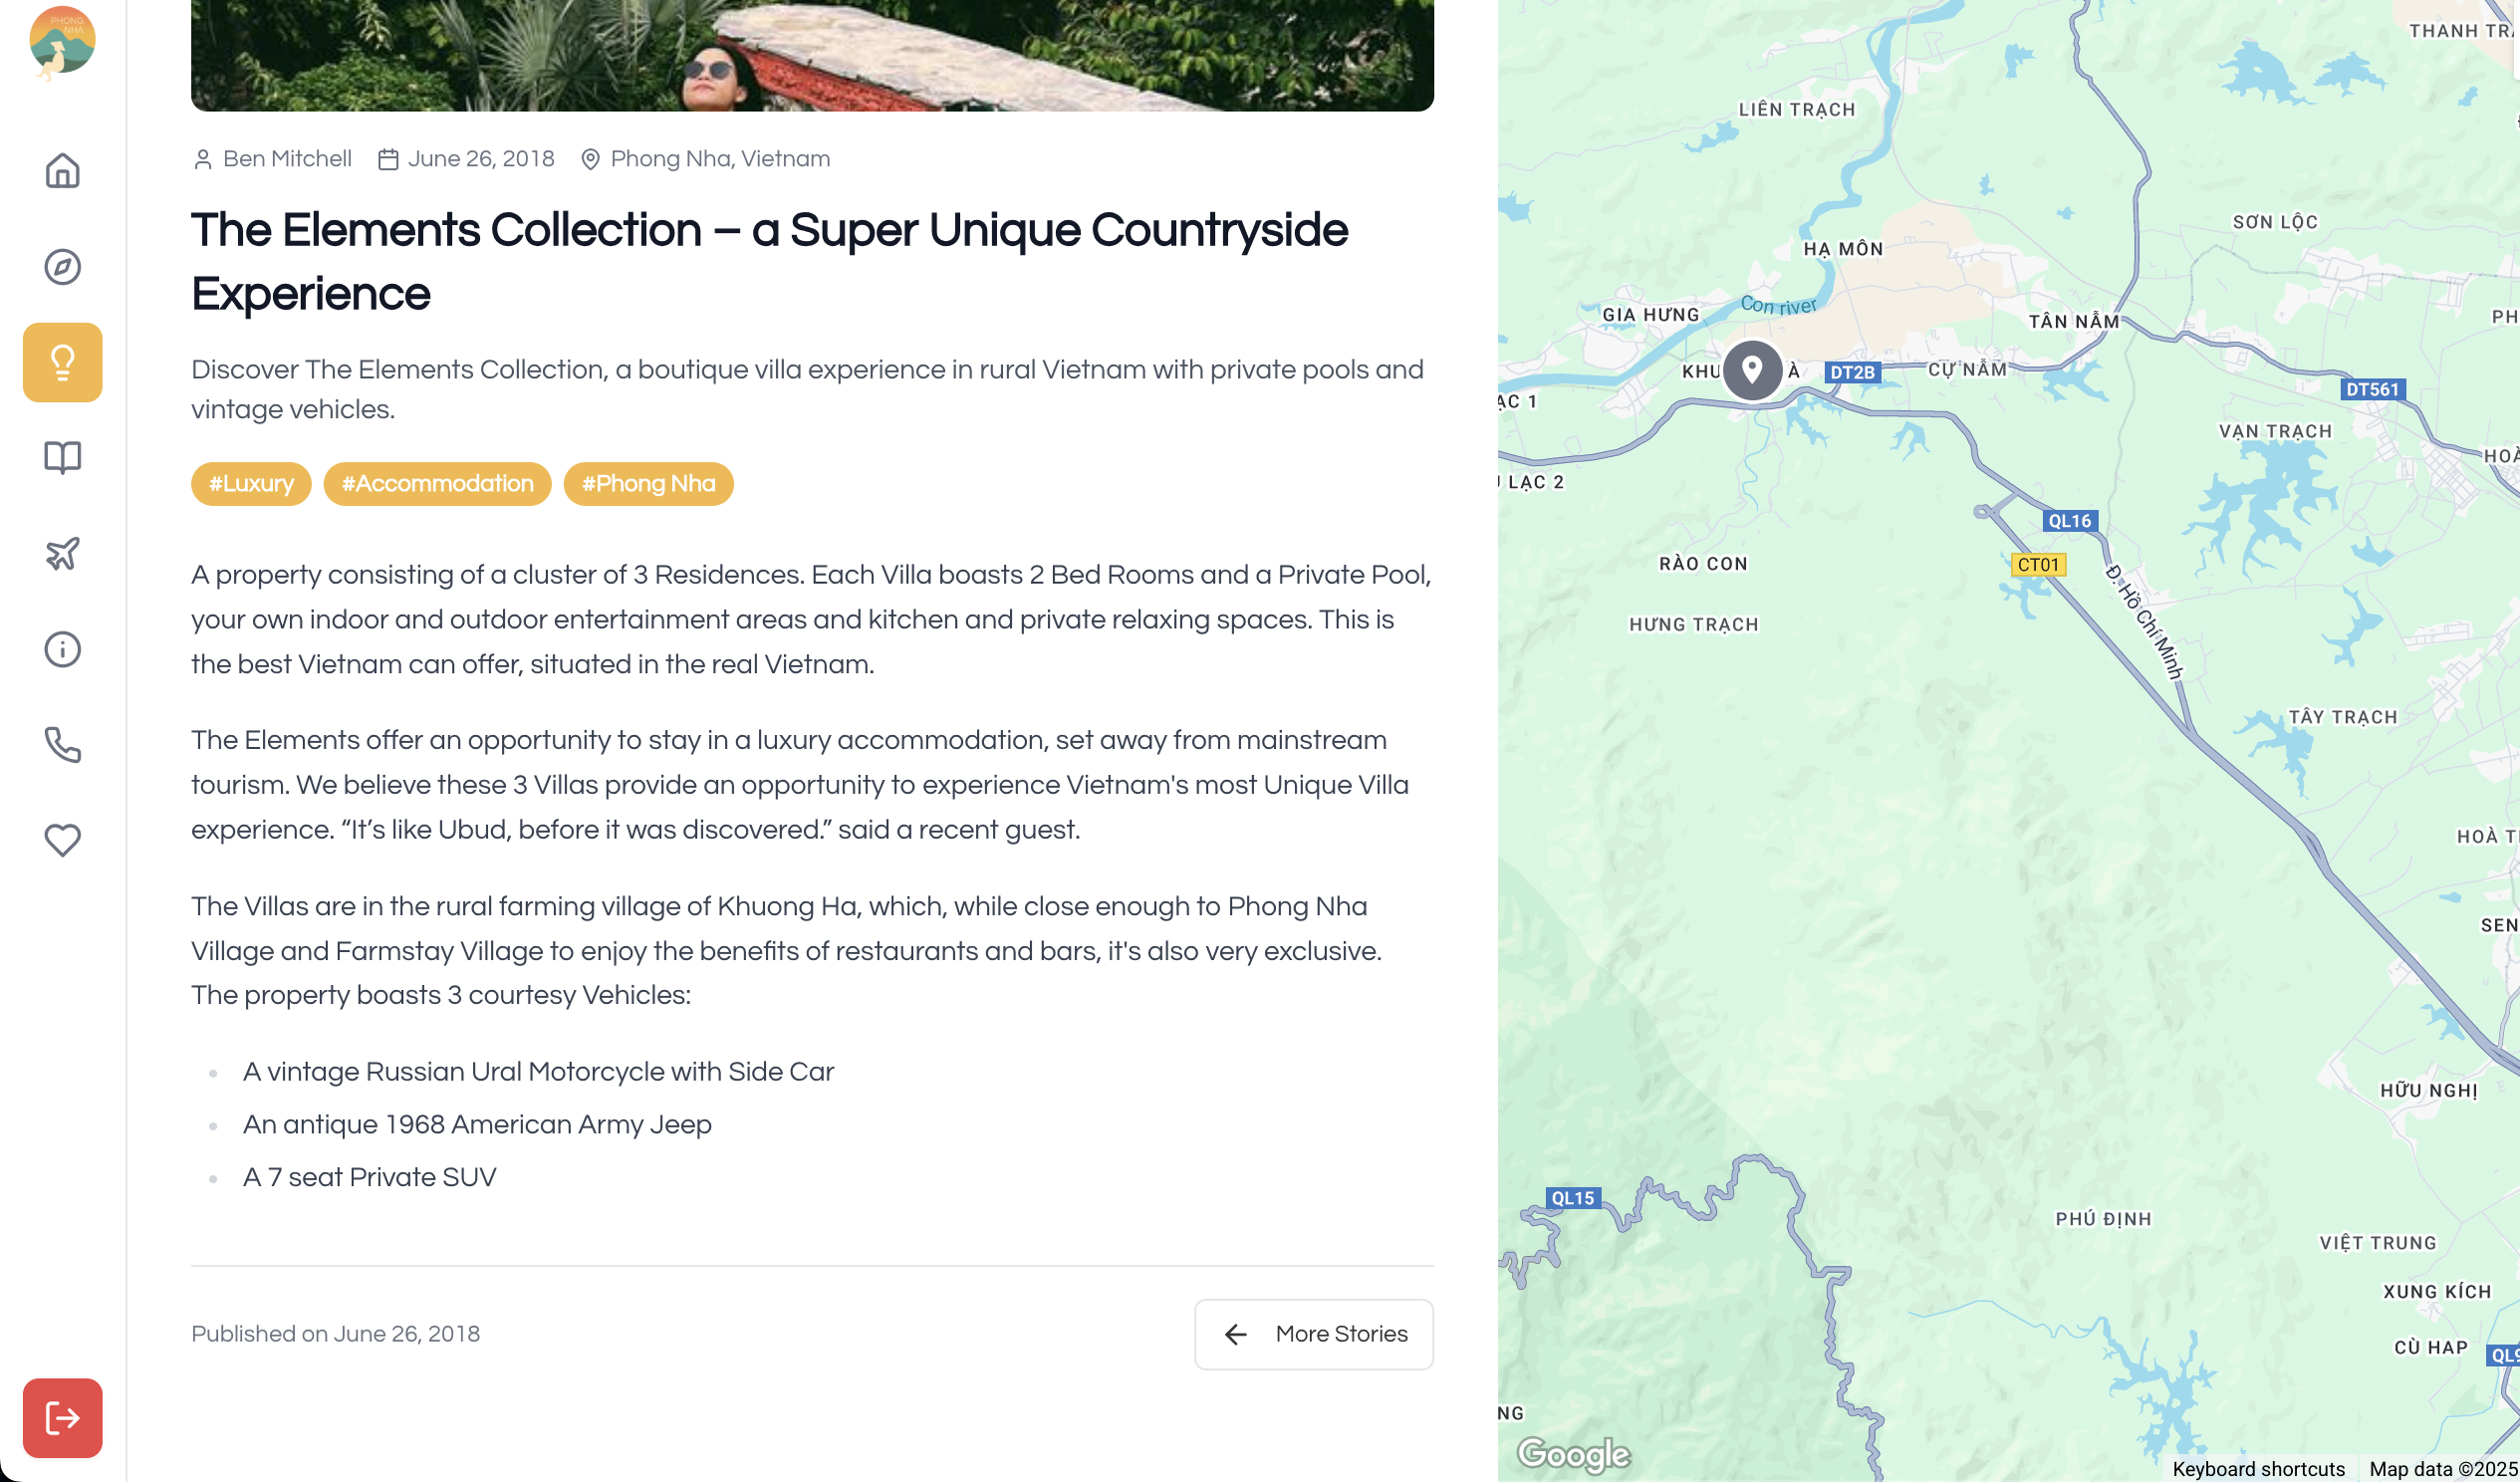 PHONG
NHA
Ben Mitchell June 26, 2018 Phong Nha, Vietnam
The Elements Collection – a Super Unique Countryside
Experience
Discover The Elements Collection, a boutique villa experience in rural Vietnam with private pools and
vintage vehicles.
#Luxury #Accommodation #Phong Nha
A property consisting of a cluster of 3 Residences. Each Villa boasts 2 Bed Rooms and a Private Pool,
your own indoor and outdoor entertainment areas and kitchen and private relaxing spaces. This is
the best Vietnam can offer, situated in the real Vietnam.
The Elements offer an opportunity to stay in a luxury accommodation, set away from mainstream
tourism. We believe these 3 Villas provide an opportunity to experience Vietnam's most Unique Villa
experience. “It’s like Ubud, before it was discovered.” said a recent guest.
The Villas are in the rural farming village of Khuong Ha, which, while close enough to Phong Nha
Village and Farmstay Village to enjoy the benefits of restaurants and bars, it's also very exclusive.
The property boasts 3 courtesy Vehicles:
A vintage Russian Ural Motorcycle with Side Car
An antique 1968 American Army Jeep
A 7 seat Private SUV
Published on June 26, 2018
More Stories
THANH TR
LIÊN TRẠCH
SƠN LỘC
HẠ MÔN
Con river
GIA HƯNG
TÂN NẪM
PH
KHU À
DT2B
CỰ NẪM
DT561
ẠC 1
VẠN TRẠCH
HOÀ
LẠC 2
QL16
CT01
RÀO CON
Đ. Hồ Chí Minh
HƯNG TRẠCH
TÂY TRẠCH
HOÀ T
SEN
HỮU NGHỊ
QL15
PHÚ ĐỊNH
VIỆT TRUNG
XUNG KÍCH
CÙ HAP
QL9
NG
Google
Keyboard shortcuts
Map data ©2025